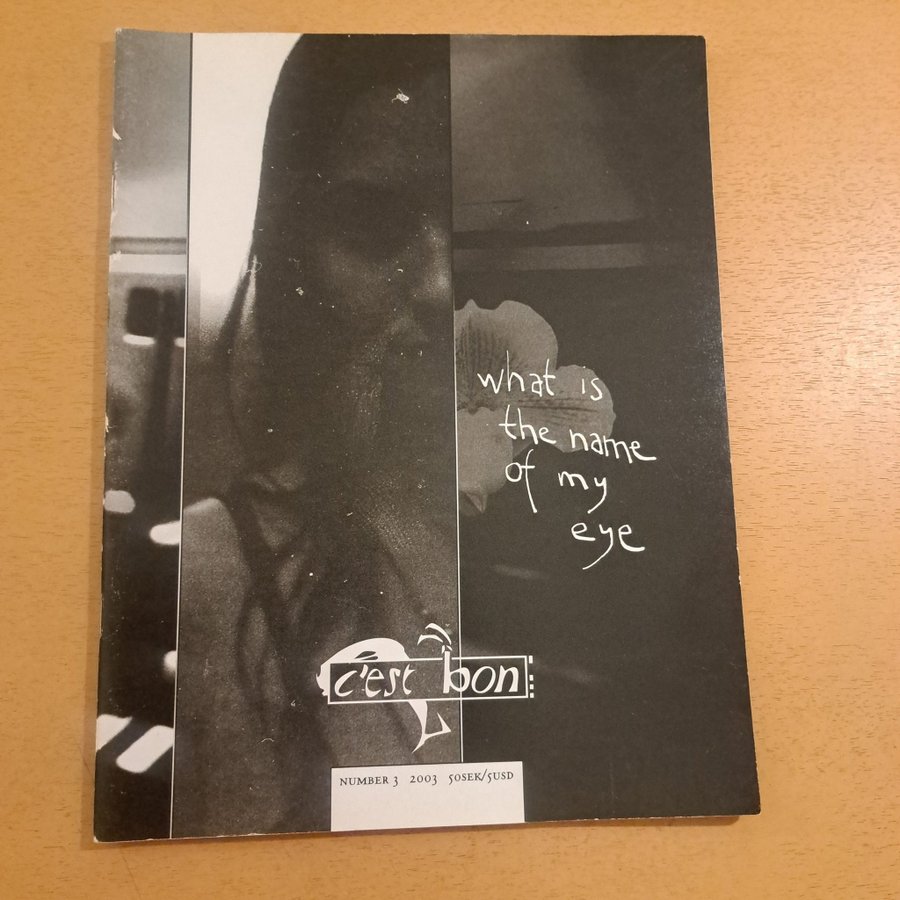 what is
the name
of my
eye
c'est bon
NUMBER 3 2003 50SEK/5USD